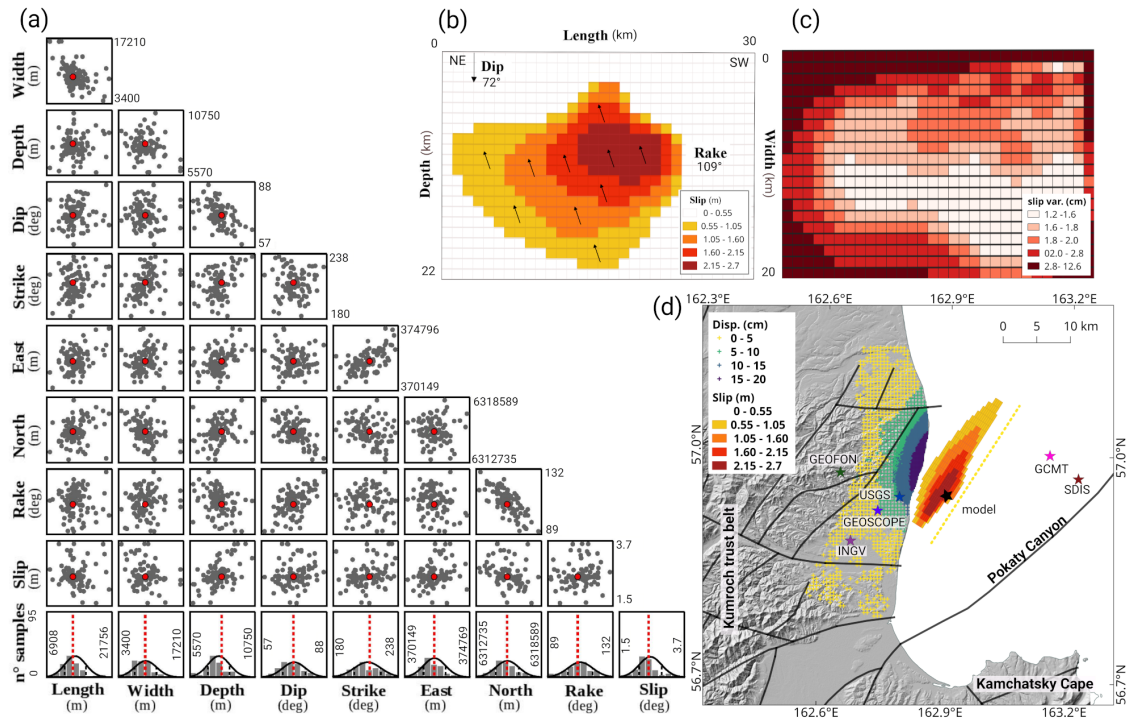 (a)
17210
Width
(m)
3400
10750
Depth
(m)
5570
88
Dip
(deg)
57
238
Strike
(deg)
180
374796
East
(m)
370149
6318589
North
(m)
6312735
132
Rake
(deg)
89
3.7
Slip
(m)
1.5
n° samples
0 95
6908 21756
3400 17210
5570 10750
57 88
180 238
370149 374769
6312735 6318589
89 132
1.5 3.7
Length Width Depth Dip Strike East North Rake Slip
(m) (m) (m) (deg) (deg) (m) (m) (deg) (m)
(b)
0 Length (km) 30
NE SW
Dip
72°
Depth (km)
Rake
109°
22
Slip (m)
0 - 0.55
0.55 - 1.05
1.05 - 1.60
1.60 - 2.15
2.15 - 2.7
(c)
0
Width (km)
20
slip var. (cm)
1.2 -1.6
1.6 - 1.8
1.8 - 2.0
02.0 - 2.8
2.8- 12.6
(d)
162.3°E 162.6°E 162.9°E 163.2°E
Disp. (cm)
0 - 5
5 - 10
10 - 15
15 - 20
Slip (m)
0 - 0.55
0.55 - 1.05
1.05 - 1.60
1.60 - 2.15
2.15 - 2.7
0 5 10 km
57.0°N
57.0°N
GEOFON
USGS
GEOSCOPE
INGV
model
GCMT
SDIS
Kumroch trust belt
Pokaty Canyon
Kamchatsky Cape
56.7°N
56.7°N
162.6°E 162.9°E 163.2°E